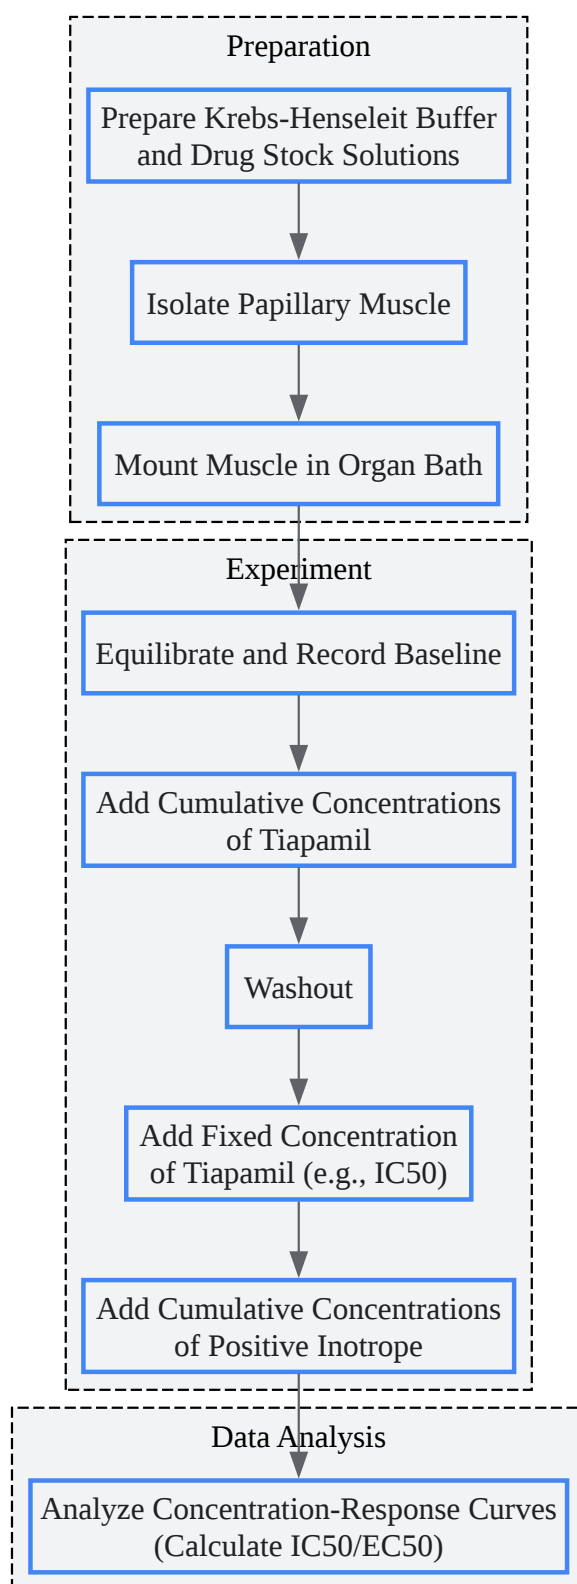 Preparation
Prepare Krebs-Henseleit Buffer
and Drug Stock Solutions
Isolate Papillary Muscle
Mount Muscle in Organ Bath
Experiment
Equilibrate and Record Baseline
Add Cumulative Concentrations
of Tiapamil
Washout
Add Fixed Concentration
of Tiapamil (e.g., IC50)
Add Cumulative Concentrations
of Positive Inotrope
Data Analysis
Analyze Concentration-Response Curves
(Calculate IC50/EC50)